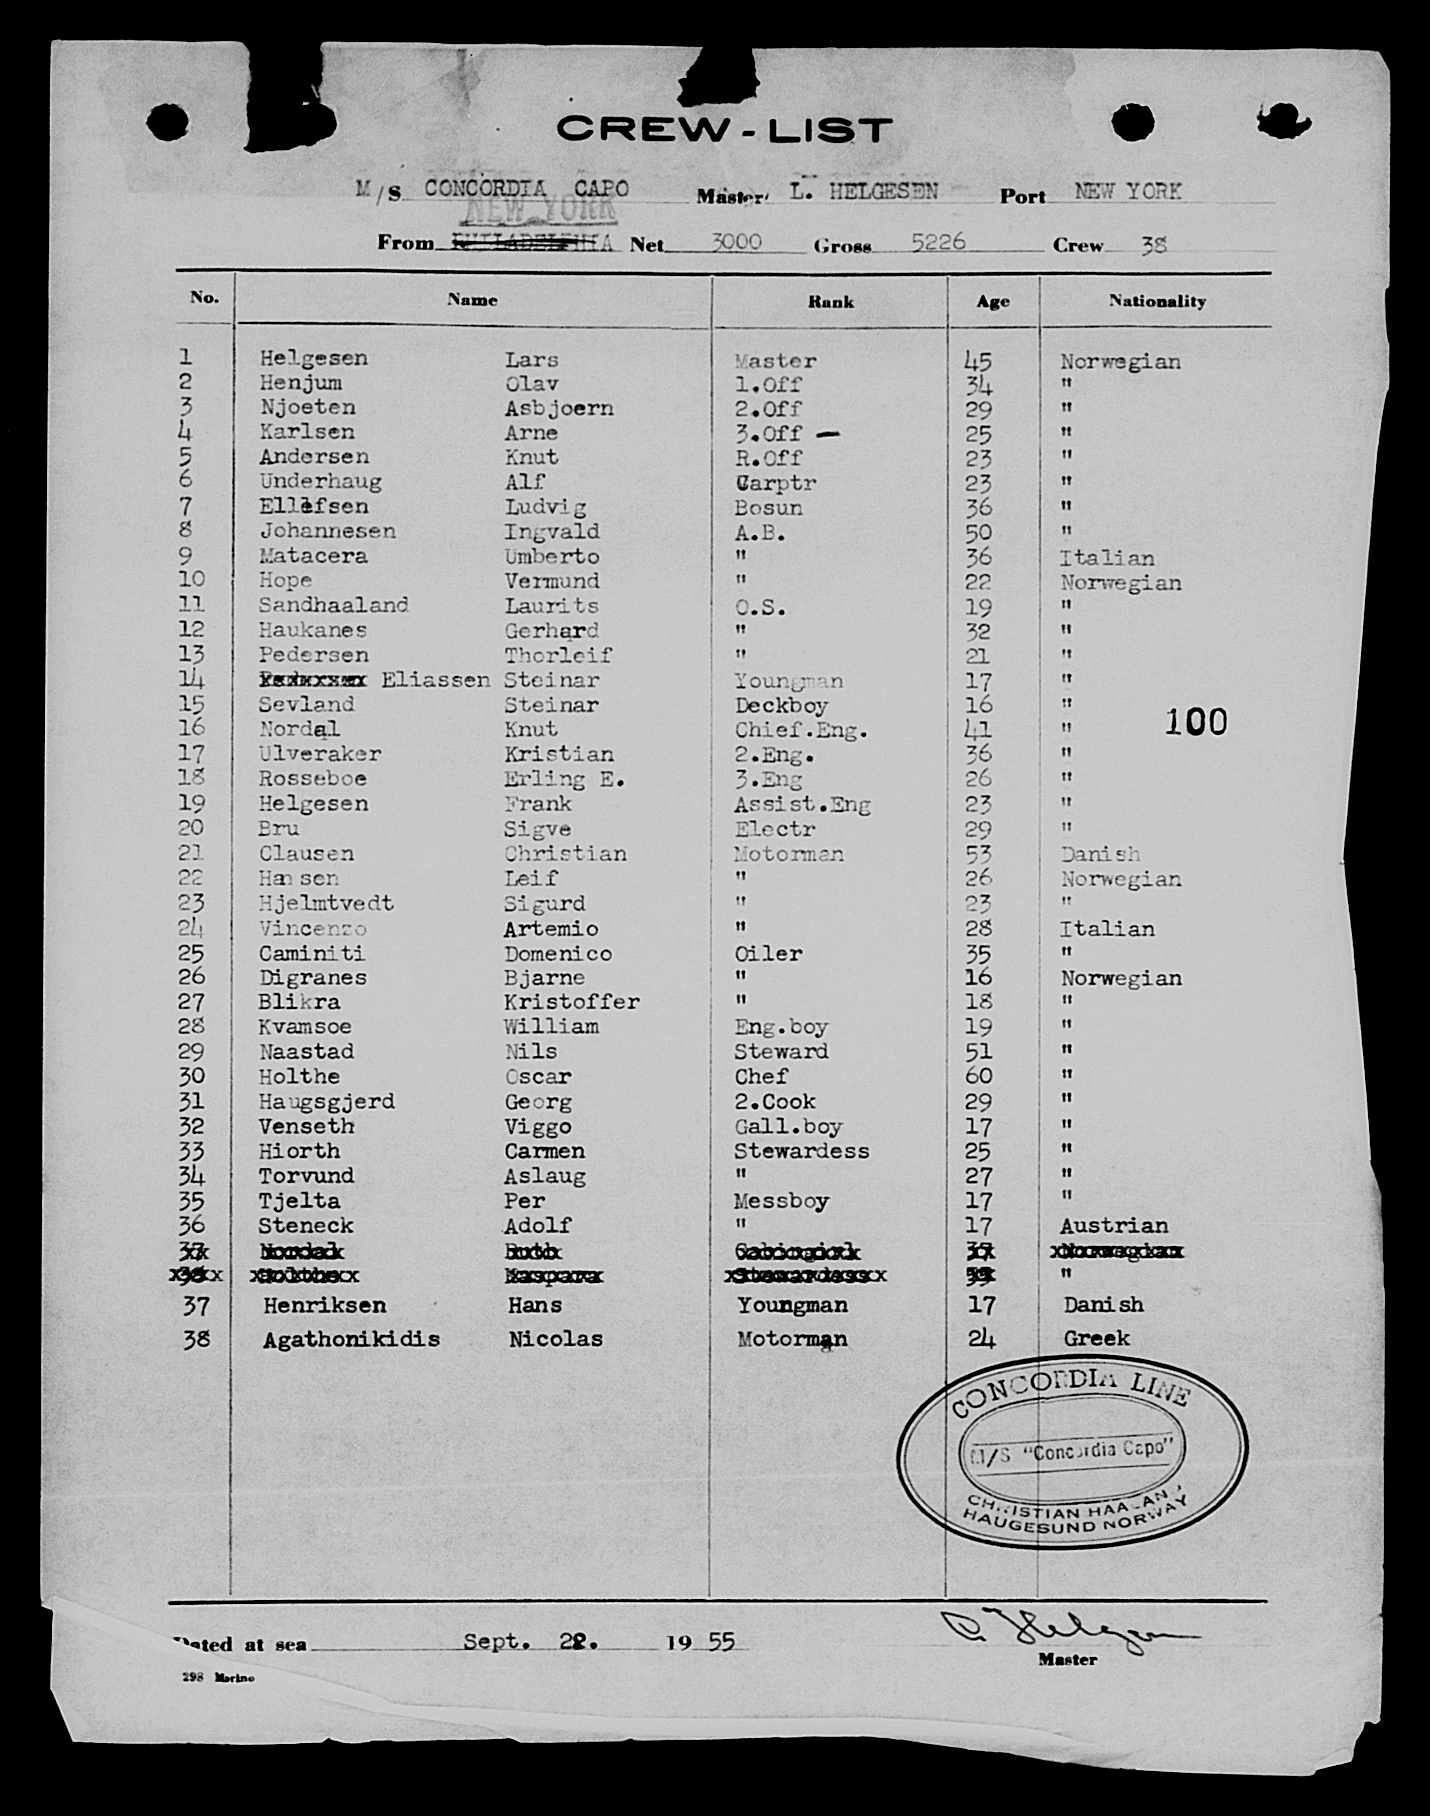 CREW - LIST
M/S CONCORDIA CAPO Master L. HELGESEN Port NEW YORK
NEW YORK
From PHILADELPHIA Net 3000 Gross 5226 Crew 38
No. Name Rank Age Nationality
1 Helgesen Lars Master 45 Norwegian
2 Henjum Olav 1.Off 34 "
3 Njoeten Asbjoern 2.Off 29 "
4 Karlsen Arne 3.Off — 25 "
5 Andersen Knut R.Off 23 "
6 Underhaug Alf Carptr 23 "
7 Ellefsen Ludvig Bosun 36 "
8 Johannesen Ingvald A.B. 50 "
9 Matacera Umberto " 36 Italian
10 Hope Vermund " 22 Norwegian
11 Sandhaaland Laurits O.S. 19 "
12 Haukanes Gerhard " 32 "
13 Pedersen Thorleif " 21 "
14 Eliassen Steinar Youngman 17 "
15 Sevland Steinar Deckboy 16 "
16 Nordal Knut Chief.Eng. 41 " 100
17 Ulveraker Kristian 2.Eng. 36 "
18 Rosseboe Erling E. 3.Eng 26 "
19 Helgesen Frank Assist.Eng 23 "
20 Bru Sigve Electr 29 "
21 Clausen Christian Motorman 53 Danish
22 Hansen Leif " 26 Norwegian
23 Hjelmtvedt Sigurd " 23 "
24 Vincenzo Artemio " 28 Italian
25 Caminiti Domenico Oiler 35 "
26 Digranes Bjarne " 16 Norwegian
27 Blikra Kristoffer " 18 "
28 Kvamsoe William Eng.boy 19 "
29 Naastad Nils Steward 51 "
30 Holthe Oscar Chef 60 "
31 Haugsgjerd Georg 2.Cook 29 "
32 Venseth Viggo Gall.boy 17 "
33 Hiorth Carmen Stewardess 25 "
34 Torvund Aslaug " 27 "
35 Tjelta Per Messboy 17 "
36 Steneck Adolf " 17 Austrian
37 Nordal Ruth Norwegian
38 Holthe Stewardess "
37 Henriksen Hans Youngman 17 Danish
38 Agathonikidis Nicolas Motorman 24 Greek
CONCORDIA LINE
M/S "Concordia Capo"
CHRISTIAN HAALAND
HAUGESUND NORWAY
Dated at sea Sept. 22. 19 55
Master
298 Marine